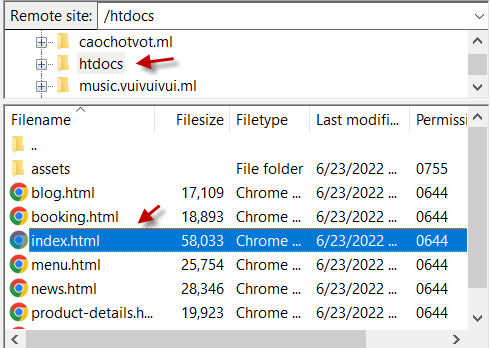 Remote site: /htdocs
caochotvot.ml
htdocs
music.vuivuivui.ml
Filename Filesize Filetype Last modifi... Permissi
..
assets File folder 6/23/2022 ... 0755
blog.html 17,109 Chrome ... 6/23/2022 ... 0644
booking.html 18,893 Chrome ... 6/23/2022 ... 0644
index.html 58,033 Chrome ... 6/23/2022 ... 0644
menu.html 25,754 Chrome ... 6/23/2022 ... 0644
news.html 28,346 Chrome ... 6/23/2022 ... 0644
product-details.h... 19,923 Chrome ... 6/23/2022 ... 0644